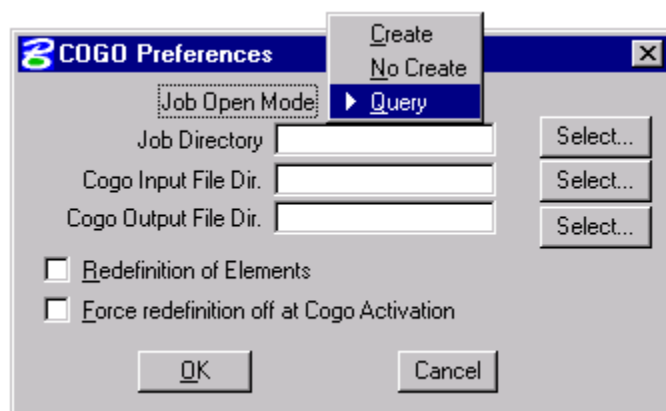 Create
COGO Preferences
No Create
Job Open Mode
Query
Job Directory
Select...
Cogo Input File Dir.
Select...
Cogo Output File Dir.
Select...
Redefinition of Elements
Force redefinition off at Cogo Activation
OK
Cancel